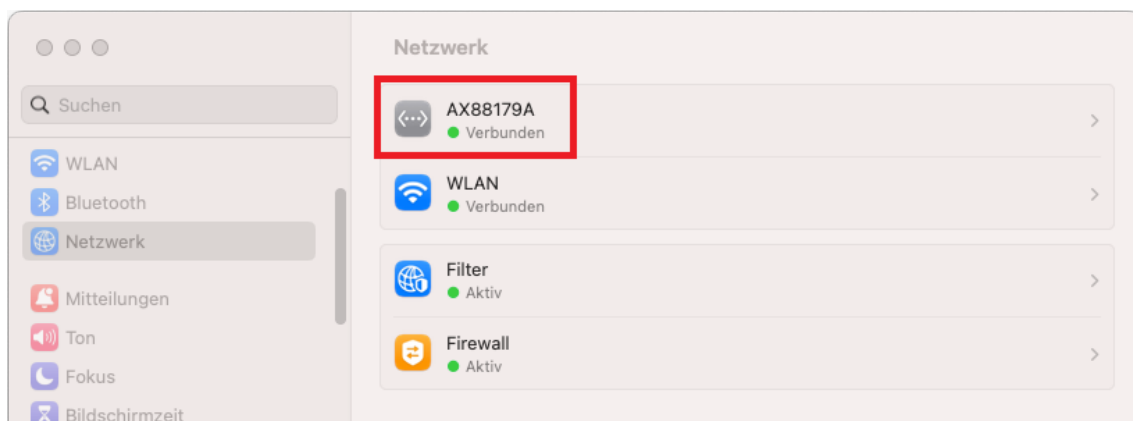 Suchen
WLAN
Bluetooth
Netzwerk
Mitteilungen
Ton
Fokus
Bildschirmzeit
Netzwerk
AX88179A
Verbunden
WLAN
Verbunden
Filter
Aktiv
Firewall
Aktiv